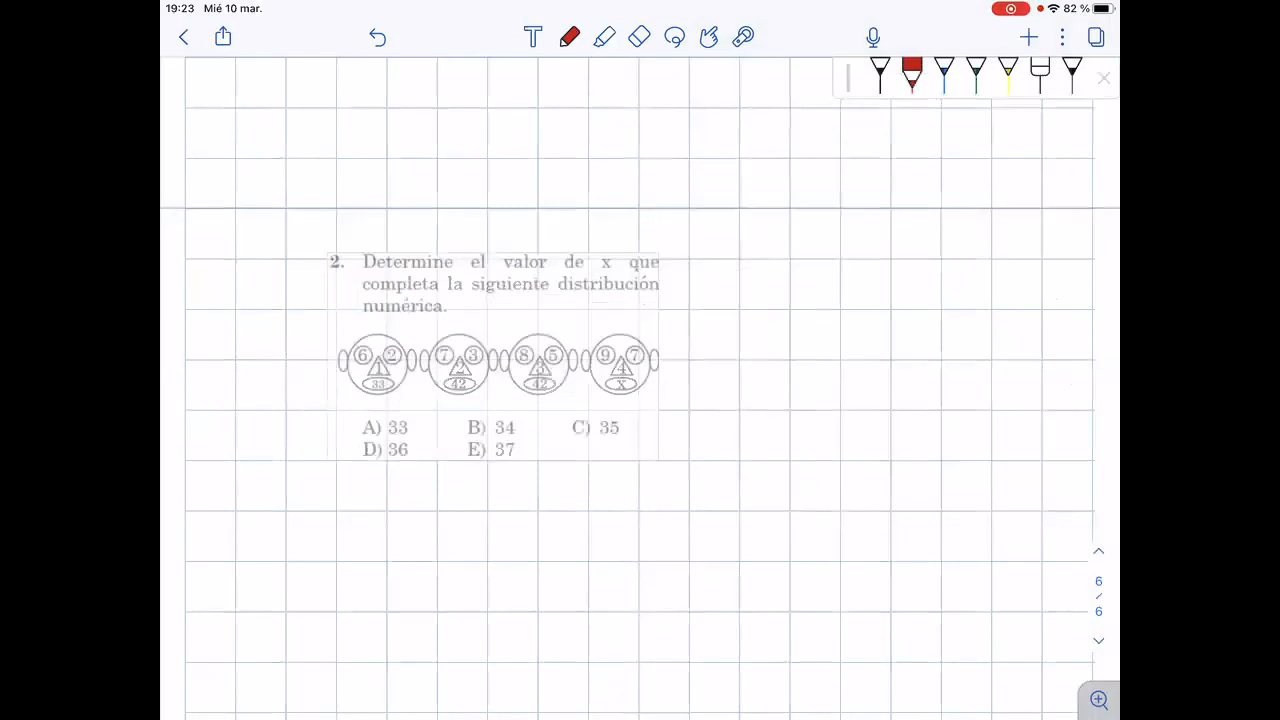 19:23 Mié 10 mar.
82 %
T
2. Determine el valor de x que
completa la siguiente distribución
numérica.
6 2 7 3 8 5 9 7
1 2 3 4
33 42 42 x
A) 33 B) 34 C) 35
D) 36 E) 37
6
6